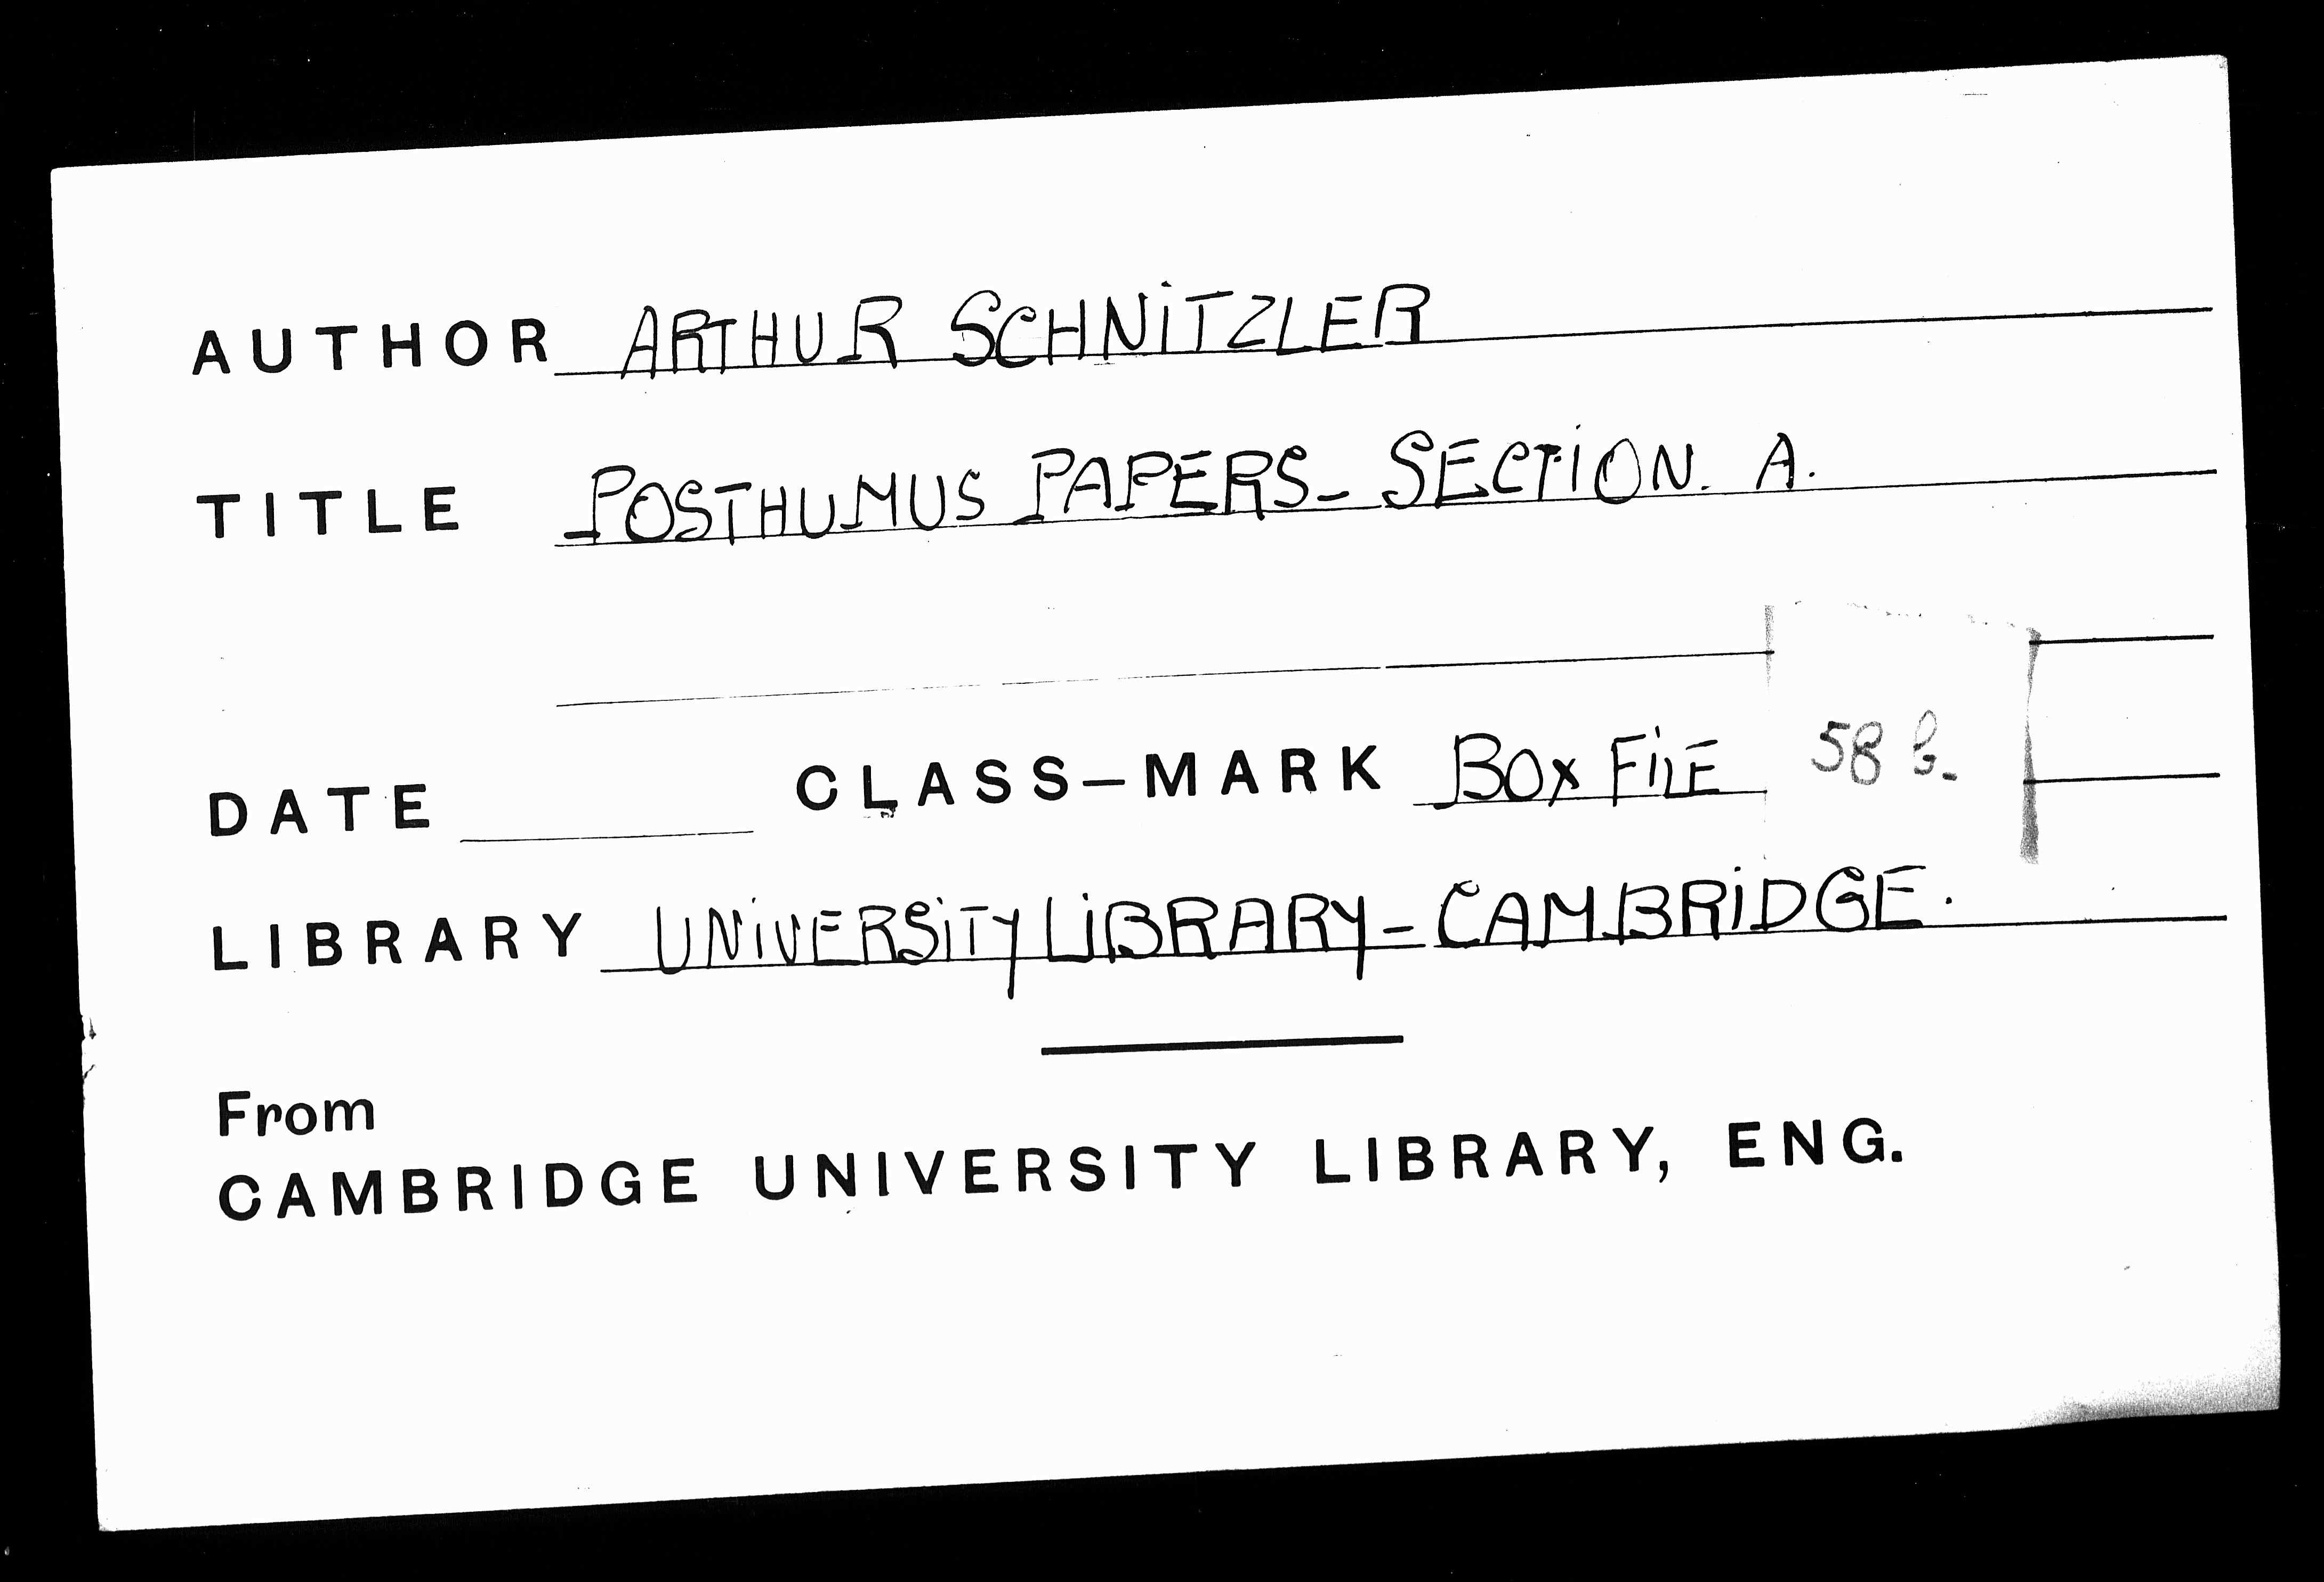 AUTHOR ARTHUR SCHNITZLER
TITLE POSTHUMUS PAPERS- SECTION. A.
DATE CLASS-MARK BOX FILE 58 b.
LIBRARY UNIVERSITY LIBRARY - CAMBRIDGE.
From
CAMBRIDGE UNIVERSITY LIBRARY, ENG.